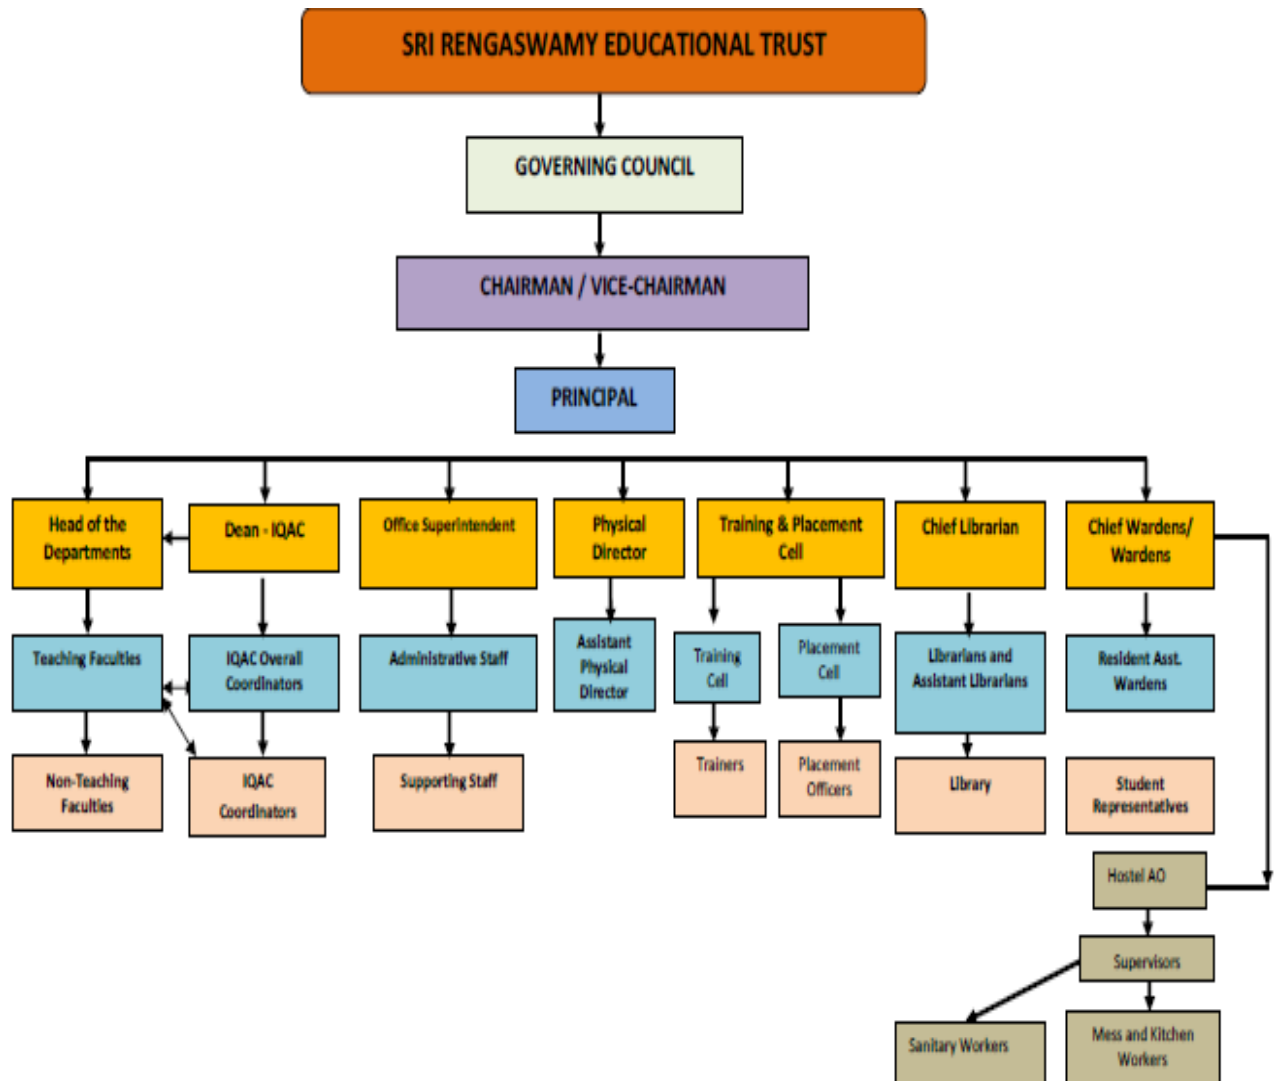 SRI RENGASWAMY EDUCATIONAL TRUST
GOVERNING COUNCIL
CHAIRMAN / VICE-CHAIRMAN
PRINCIPAL
Head of the
Departments
Dean - IQAC
Office Superintendent
Physical
Director
Training & Placement
Cell
Chief Librarian
Chief Wardens/
Wardens
Teaching Faculties
IQAC Overall
Coordinators
Administrative Staff
Assistant
Physical
Director
Training
Cell
Placement
Cell
Librarians and
Assistant Librarians
Resident Asst.
Wardens
Non-Teaching
Faculties
IQAC
Coordinators
Supporting Staff
Trainers
Placement
Officers
Library
Student
Representatives
Hostel AO
Supervisors
Sanitary Workers
Mess and Kitchen
Workers